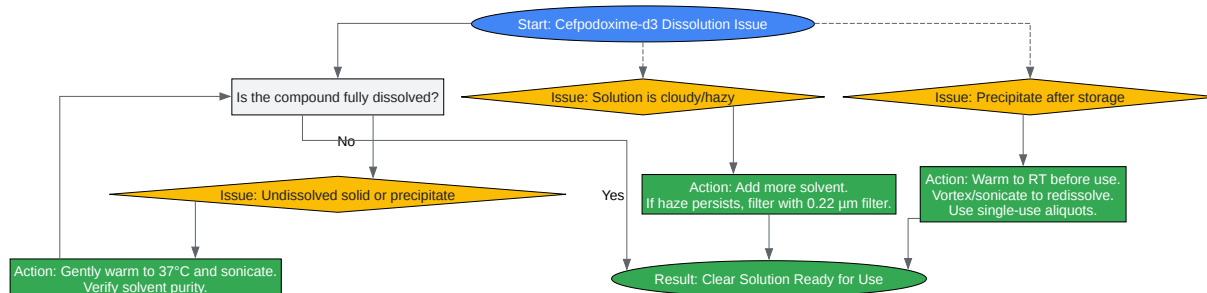 Start: Cefpodoxime-d3 Dissolution Issue
Is the compound fully dissolved?
Issue: Solution is cloudy/hazy
Issue: Precipitate after storage
No
Issue: Undissolved solid or precipitate
Yes
Action: Add more solvent.
If haze persists, filter with 0.22 µm filter.
Action: Warm to RT before use.
Vortex/sonicate to redissolve.
Use single-use aliquots.
Action: Gently warm to 37°C and sonicate.
Verify solvent purity.
Result: Clear Solution Ready for Use